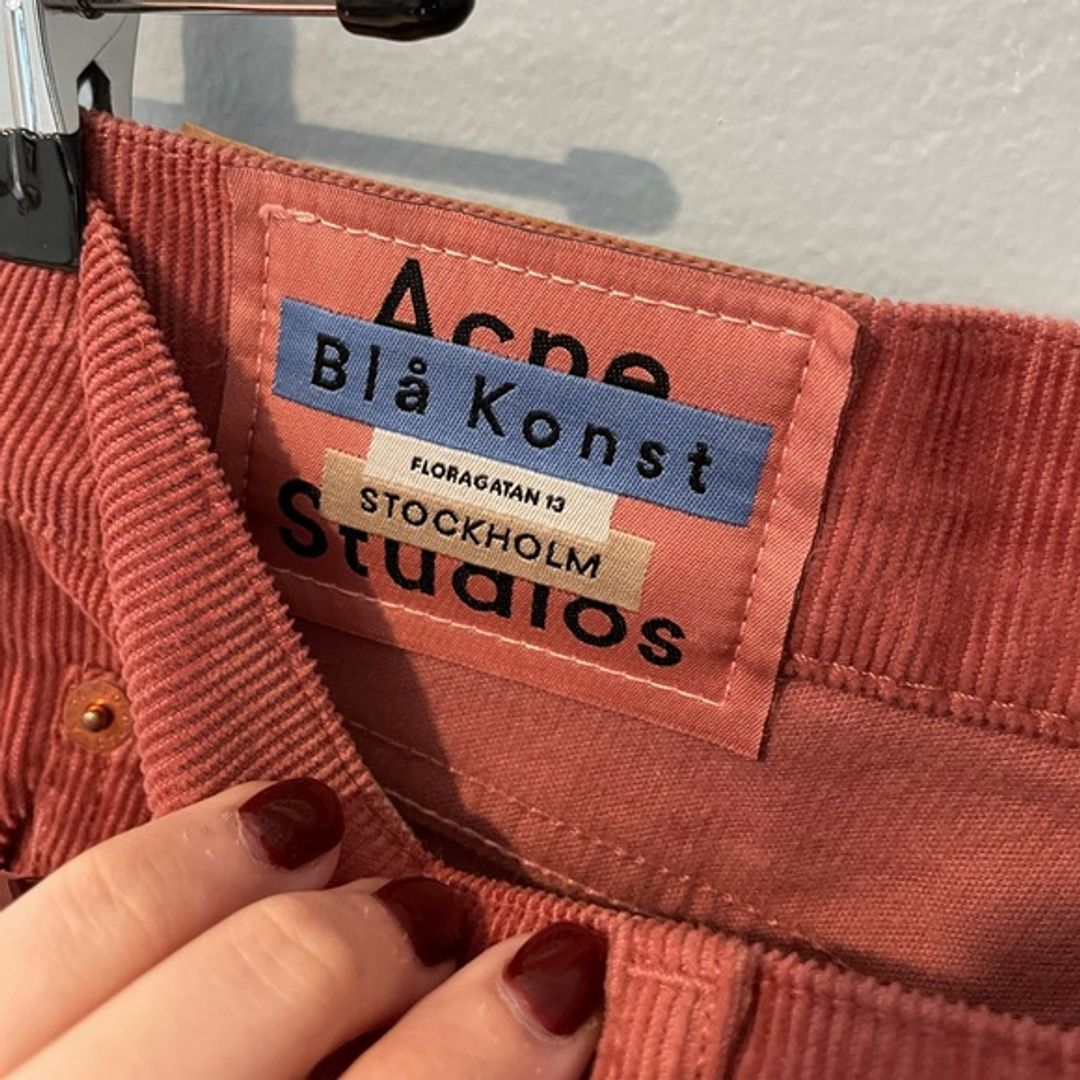 Acne
Blå Konst
FLORAGATAN 13
STOCKHOLM
Studios